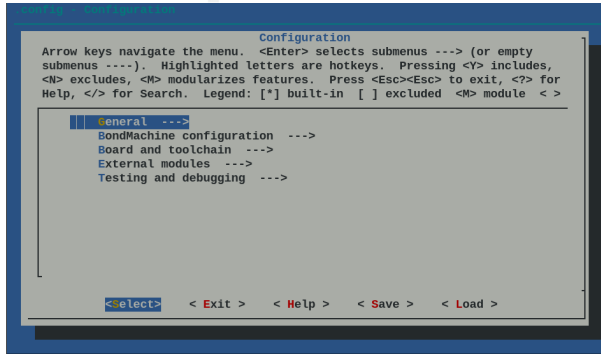 .config - Configuration
Configuration
Arrow keys navigate the menu.  <Enter> selects submenus ---> (or empty
submenus ----).  Highlighted letters are hotkeys.  Pressing <Y> includes,
<N> excludes, <M> modularizes features.  Press <Esc><Esc> to exit, <?> for
Help, </> for Search.  Legend: [*] built-in  [ ] excluded  <M> module  < >
General  --->
BondMachine configuration  --->
Board and toolchain  --->
External modules  --->
Testing and debugging  --->
<Select>    < Exit >    < Help >    < Save >    < Load >